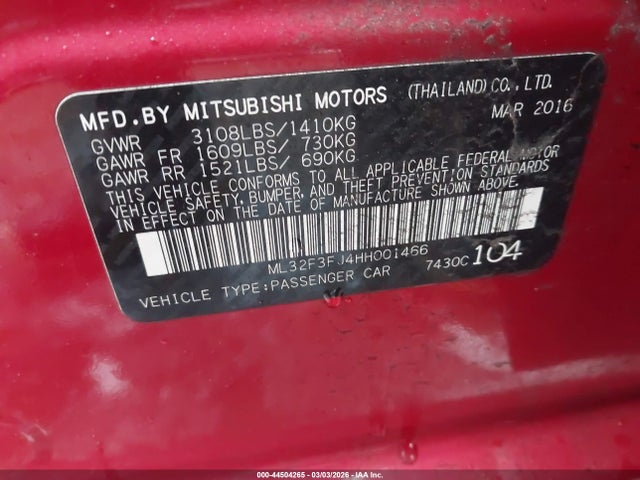 MFD.BY MITSUBISHI MOTORS (THAILAND)CO.,LTD.
MAR 2016
GVWR 3108LBS/1410KG
GAWR FR 1609LBS/ 730KG
GAWR RR 1521LBS/ 690KG
THIS VEHICLE CONFORMS TO ALL APPLICABLE FEDERAL MOTOR
VEHICLE SAFETY, BUMPER, AND THEFT PREVENTION STANDARDS
IN EFFECT ON THE DATE OF MANUFACTURE SHOWN ABOVE.
ML32F3FJ4HH001466
7430C 104
VEHICLE TYPE:PASSENGER CAR
000-44504265 - 03/03/2026 - IAA Inc.